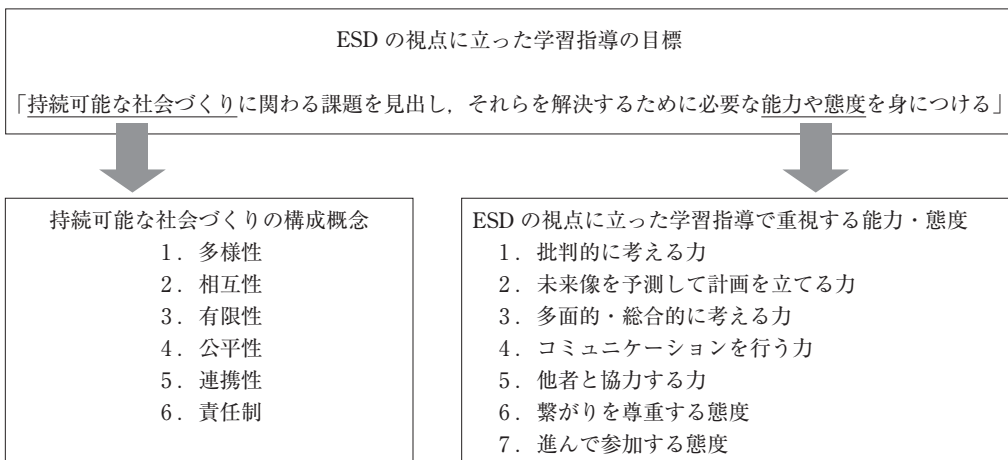 ESD の視点に立った学習指導の目標
「持続可能な社会づくりに関わる課題を見出し，それらを解決するために必要な能力や態度を身につける」
持続可能な社会づくりの構成概念
1．多様性
2．相互性
3．有限性
4．公平性
5．連携性
6．責任制
ESD の視点に立った学習指導で重視する能力・態度
1．批判的に考える力
2．未来像を予測して計画を立てる力
3．多面的・総合的に考える力
4．コミュニケーションを行う力
5．他者と協力する力
6．繋がりを尊重する態度
7．進んで参加する態度